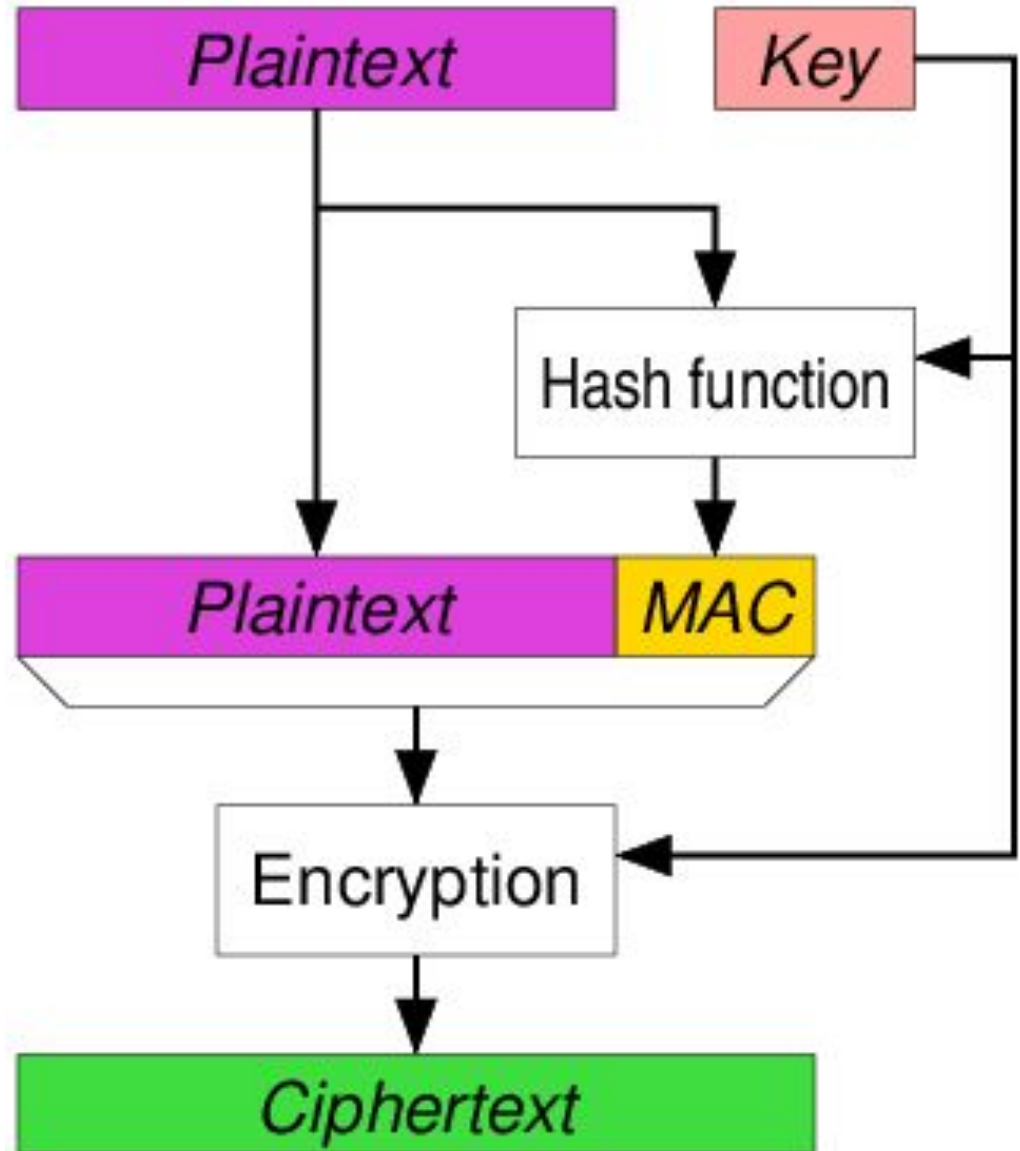 Plaintext
Key
Hash function
Plaintext
MAC
Encryption
Ciphertext